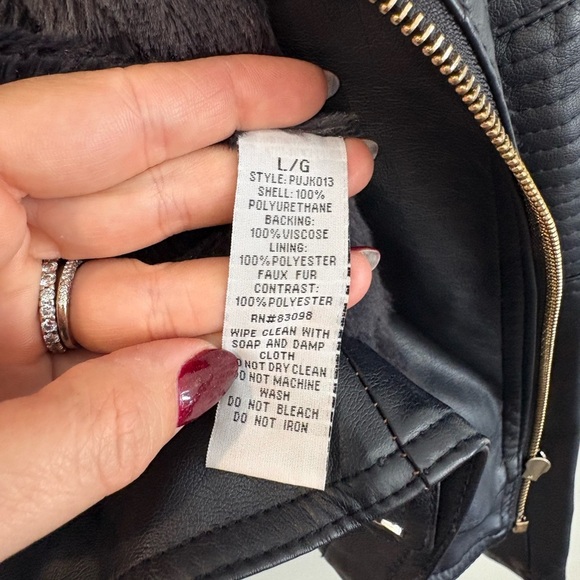 L/G
STYLE: PUJK013
SHELL: 100%
POLYURETHANE
BACKING:
100% VISCOSE
LINING:
100% POLYESTER
FAUX FUR
CONTRAST:
100% POLYESTER
RN#83098
WIPE CLEAN WITH
SOAP AND DAMP
CLOTH
DO NOT DRY CLEAN
DO NOT MACHINE
WASH
DO NOT BLEACH
DO NOT IRON